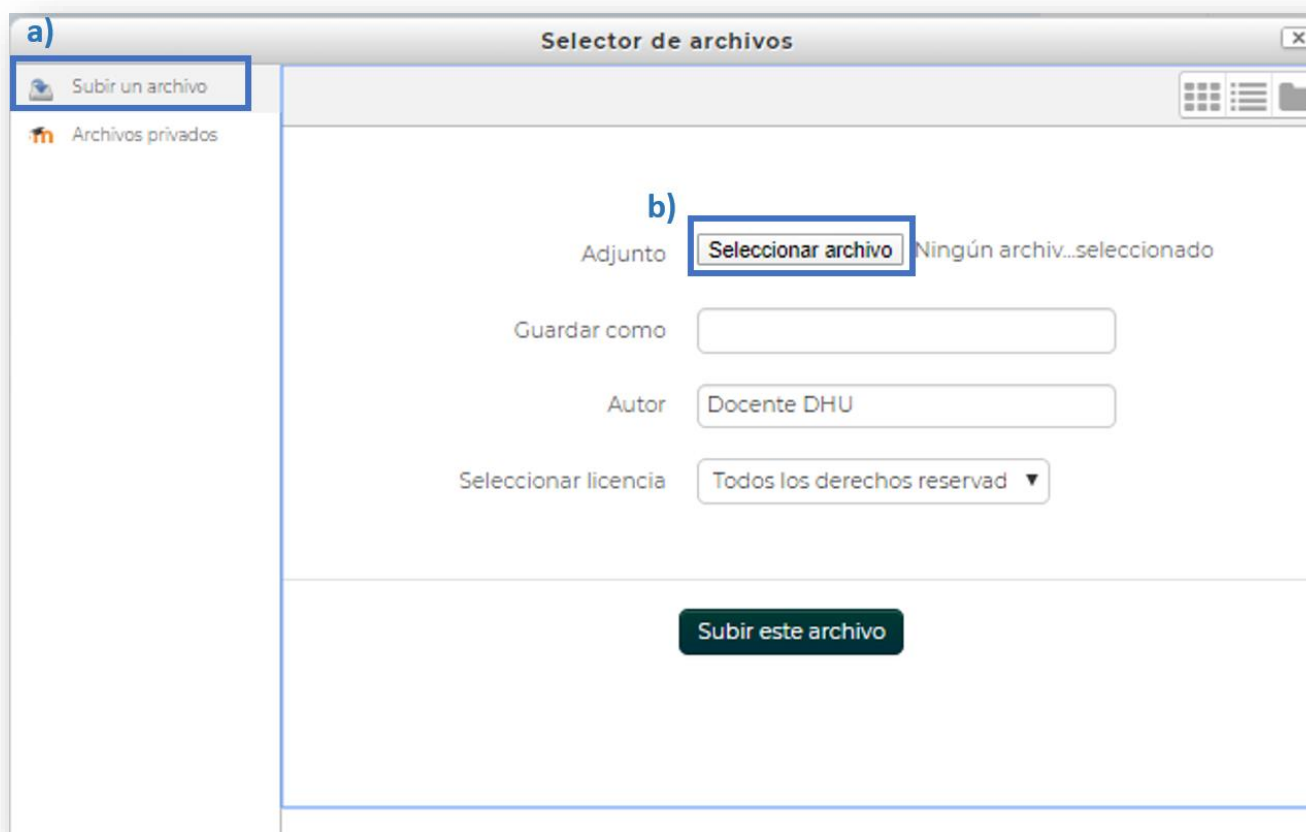 a)
Selector de archivos
Subir un archivo
Archivos privados
b)
Adjunto Seleccionar archivo Ningún archiv...seleccionado
Guardar como
Autor Docente DHU
Seleccionar licencia Todos los derechos reservad
Subir este archivo